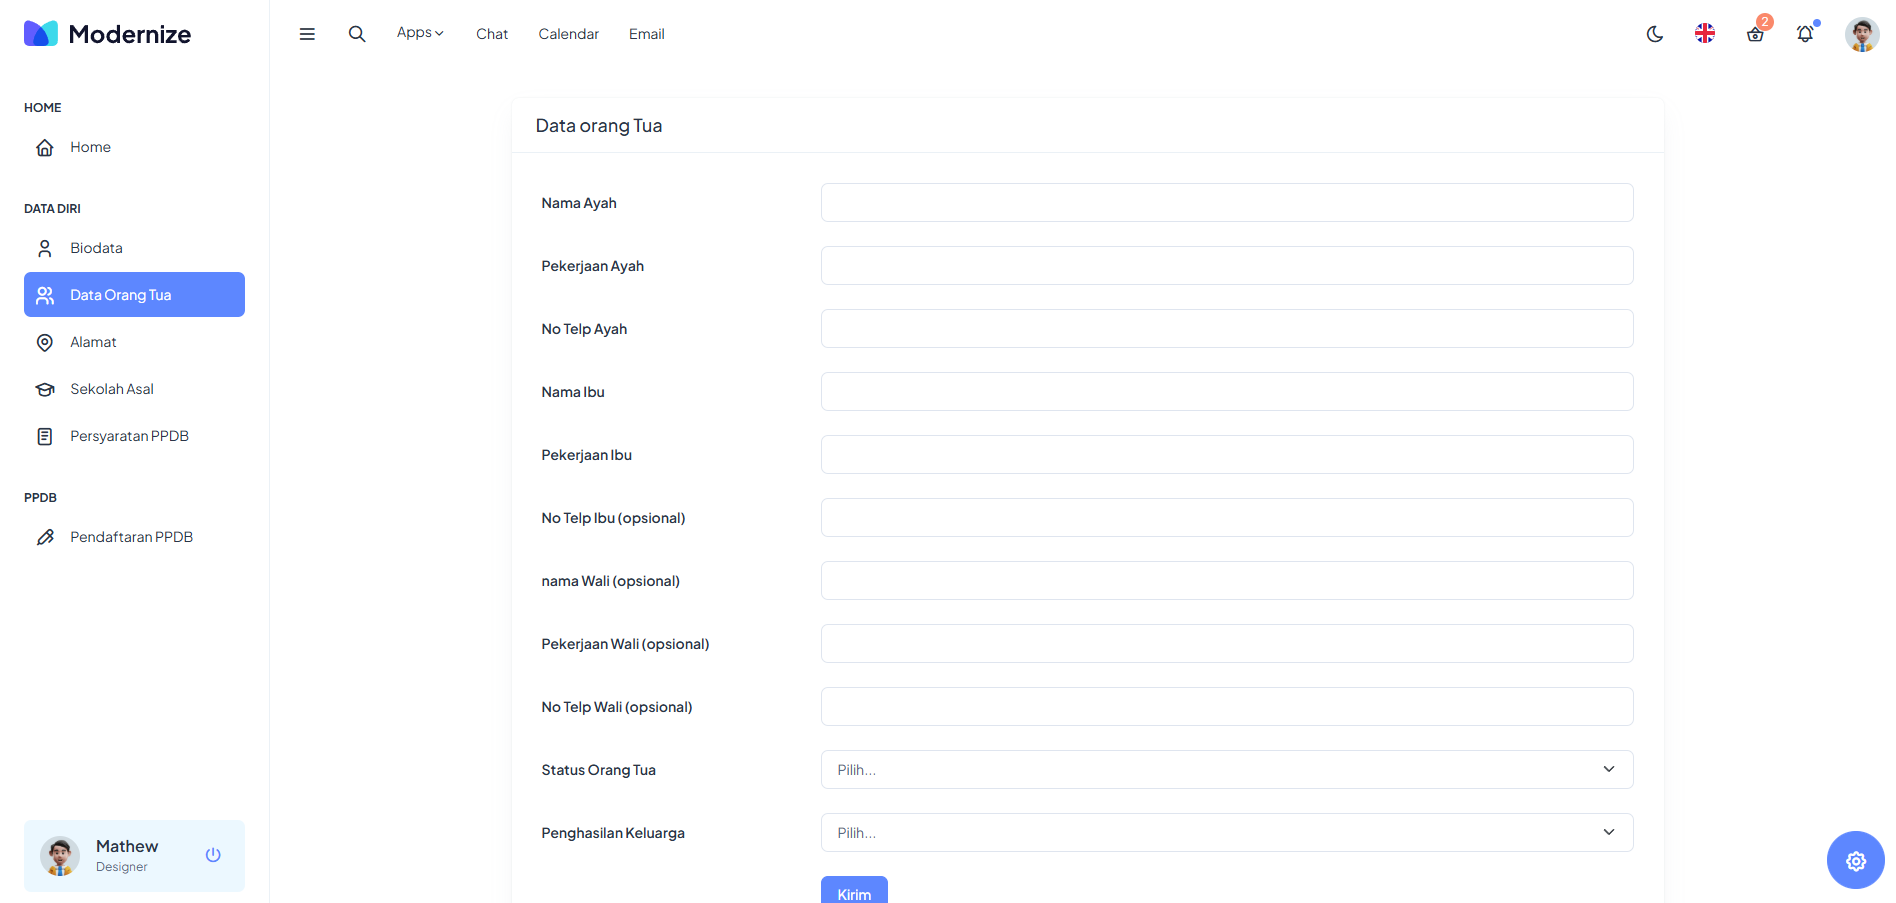 Modernize
Apps
Chat
Calendar
Email
2
HOME
Home
DATA DIRI
Biodata
Data Orang Tua
Alamat
Sekolah Asal
Persyaratan PPDB
PPDB
Pendaftaran PPDB
Mathew
Designer
Data orang Tua
Nama Ayah
Pekerjaan Ayah
No Telp Ayah
Nama Ibu
Pekerjaan Ibu
No Telp Ibu (opsional)
nama Wali (opsional)
Pekerjaan Wali (opsional)
No Telp Wali (opsional)
Status Orang Tua
Pilih...
Penghasilan Keluarga
Pilih...
Kirim